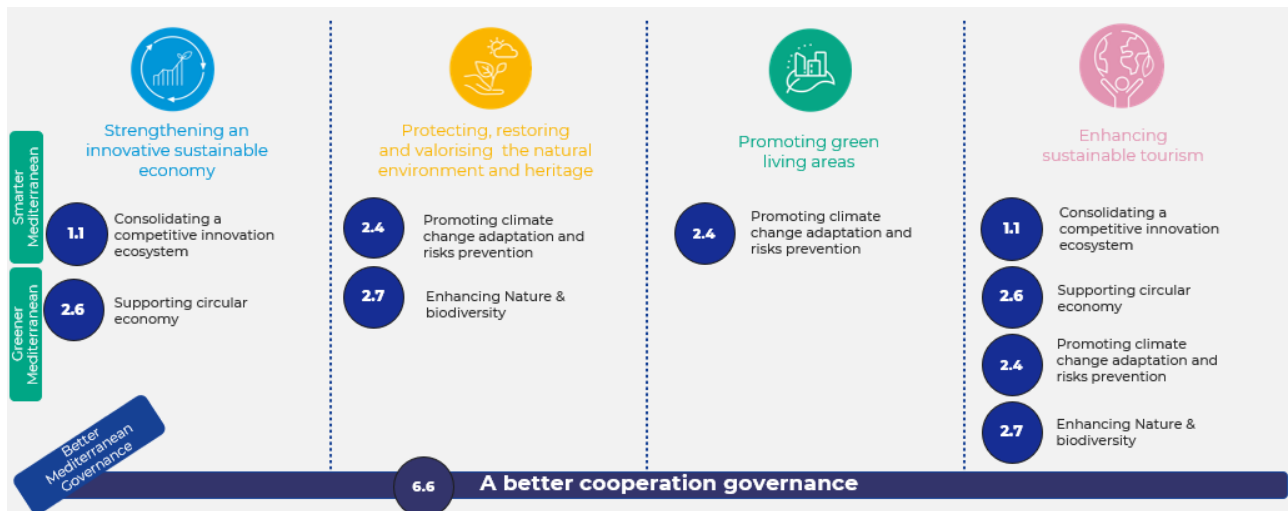 Smarter
Mediterranean
Greener
Mediterranean
Better
Mediterranean
Governance
Strengthening an
innovative sustainable
economy
1.1
Consolidating a
competitive innovation
ecosystem
2.6
Supporting circular
economy
Protecting, restoring
and valorising the natural
environment and heritage
2.4
Promoting climate
change adaptation and
risks prevention
2.7
Enhancing Nature &
biodiversity
Promoting green
living areas
2.4
Promoting climate
change adaptation and
risks prevention
Enhancing
sustainable tourism
1.1
Consolidating a
competitive innovation
ecosystem
2.6
Supporting circular
economy
2.4
Promoting climate
change adaptation and
risks prevention
2.7
Enhancing Nature &
biodiversity
6.6
A better cooperation governance